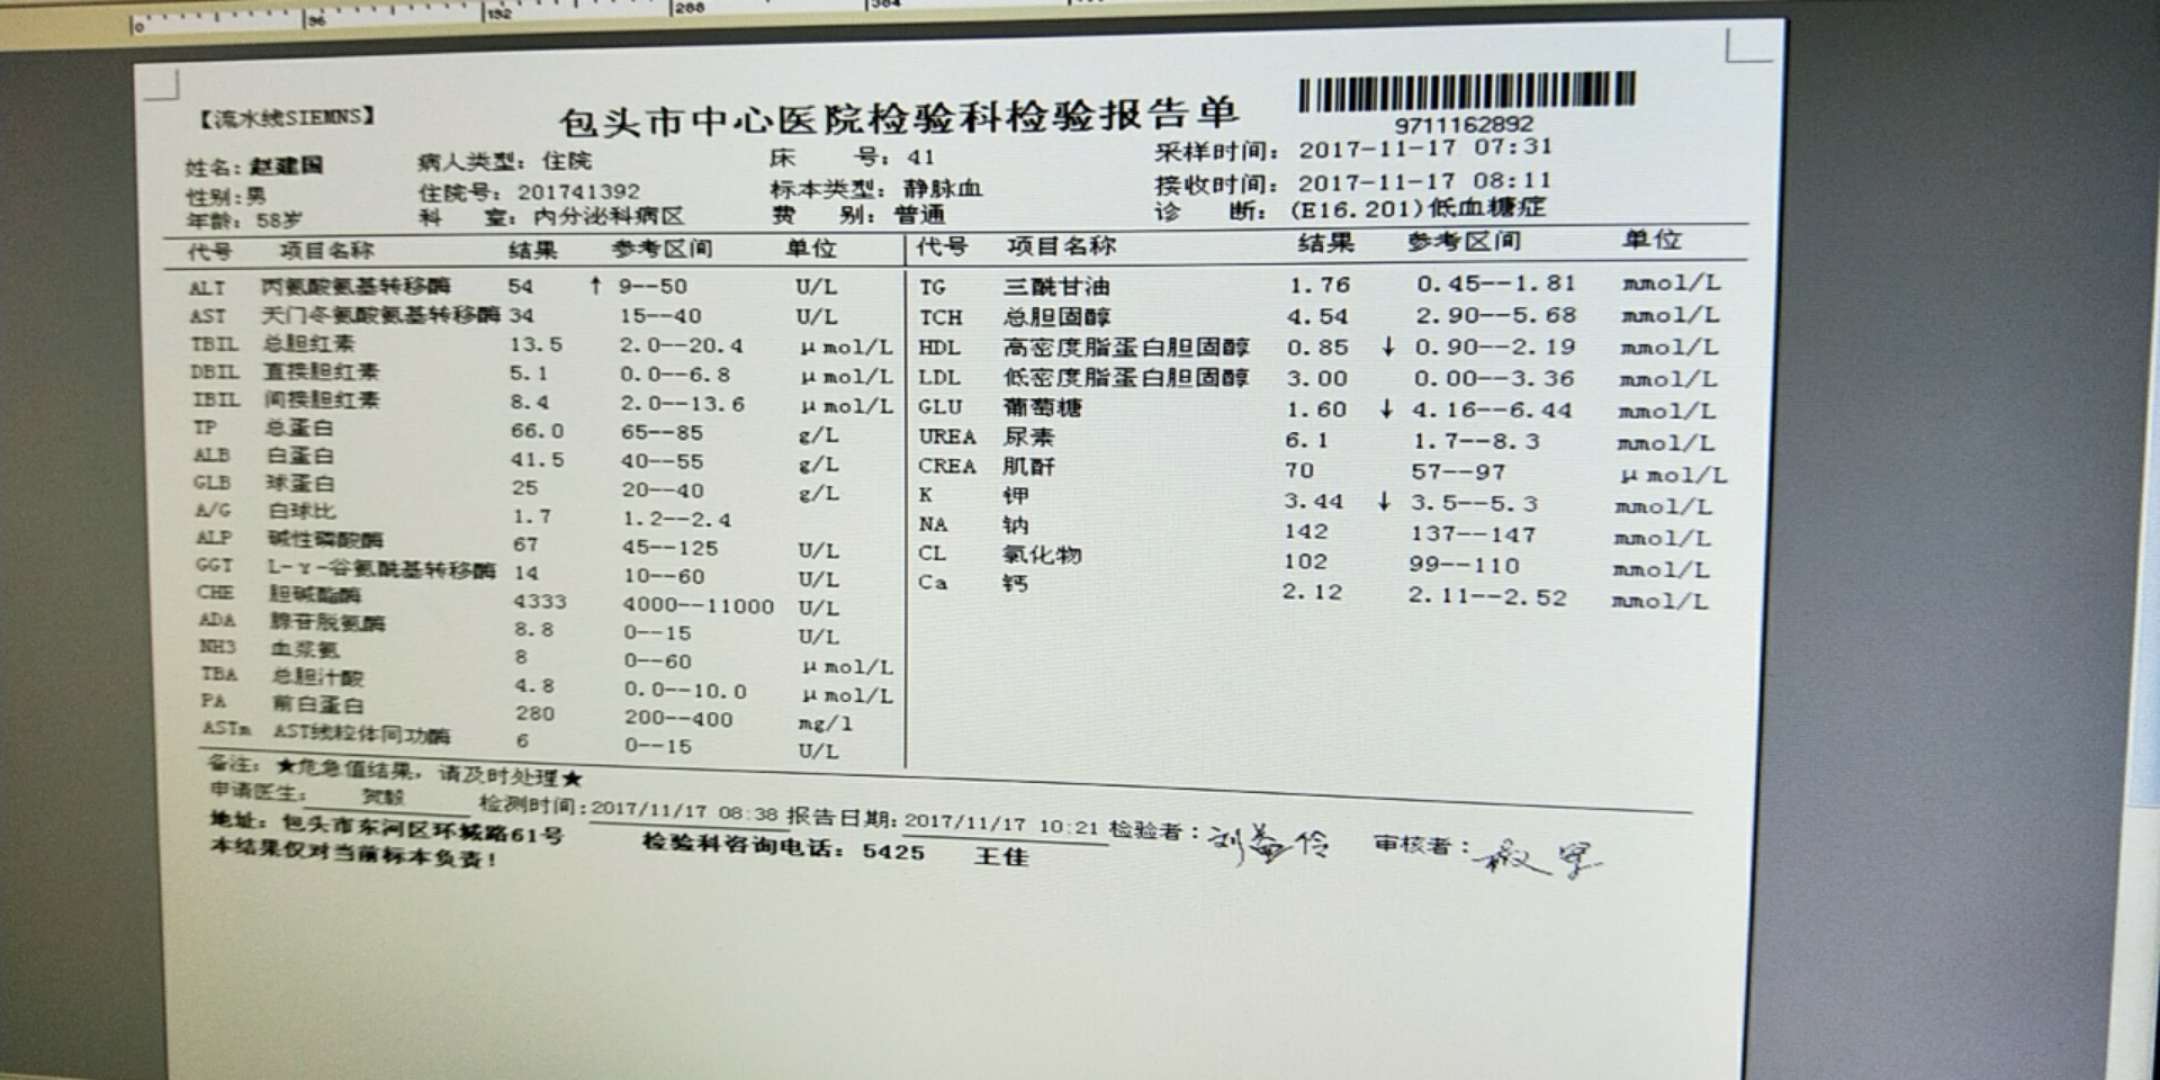 0 96 192 288 384
【流水线SIEMNS】 包头市中心医院检验科检验报告单
9711162892
姓名：赵建国 病人类型：住院 床 号：41 采样时间：2017-11-17 07:31
性别：男 住院号：201741392 标本类型：静脉血 接收时间：2017-11-17 08:11
年龄：58岁 科 室：内分泌科病区 费 别：普通 诊 断：(E16.201)低血糖症
代号 项目名称 结果 参考区间 单位 代号 项目名称 结果 参考区间 单位
ALT 丙氨酸氨基转移酶 54 ↑ 9--50 U/L TG 三酰甘油 1.76 0.45--1.81 mmol/L
AST 天门冬氨酸氨基转移酶 34 15--40 U/L TCH 总胆固醇 4.54 2.90--5.68 mmol/L
TBIL 总胆红素 13.5 2.0--20.4 μmol/L HDL 高密度脂蛋白胆固醇 0.85 ↓ 0.90--2.19 mmol/L
DBIL 直接胆红素 5.1 0.0--6.8 μmol/L LDL 低密度脂蛋白胆固醇 3.00 0.00--3.36 mmol/L
IBIL 间接胆红素 8.4 2.0--13.6 μmol/L GLU 葡萄糖 1.60 ↓ 4.16--6.44 mmol/L
TP 总蛋白 66.0 65--85 g/L UREA 尿素 6.1 1.7--8.3 mmol/L
ALB 白蛋白 41.5 40--55 g/L CREA 肌酐 70 57--97 μmol/L
GLB 球蛋白 25 20--40 g/L K 钾 3.44 ↓ 3.5--5.3 mmol/L
A/G 白球比 1.7 1.2--2.4 NA 钠 142 137--147 mmol/L
ALP 碱性磷酸酶 67 45--125 U/L CL 氯化物 102 99--110 mmol/L
GGT L-γ-谷氨酰基转移酶 14 10--60 U/L Ca 钙 2.12 2.11--2.52 mmol/L
CHE 胆碱酯酶 4333 4000--11000 U/L
ADA 腺苷脱氨酶 8.8 0--15 U/L
NH3 血浆氨 8 0--60 μmol/L
TBA 总胆汁酸 4.8 0.0--10.0 μmol/L
PA 前白蛋白 280 200--400 mg/l
ASTm AST线粒体同功酶 6 0--15 U/L
备注：★危急值结果，请及时处理★
申请医生：贺毅 检测时间：2017/11/17 08:38 报告日期：2017/11/17 10:21 检验者： 审核者：
地址：包头市东河区环城路61号 检验科咨询电话：5425 王佳
本结果仅对当前标本负责！